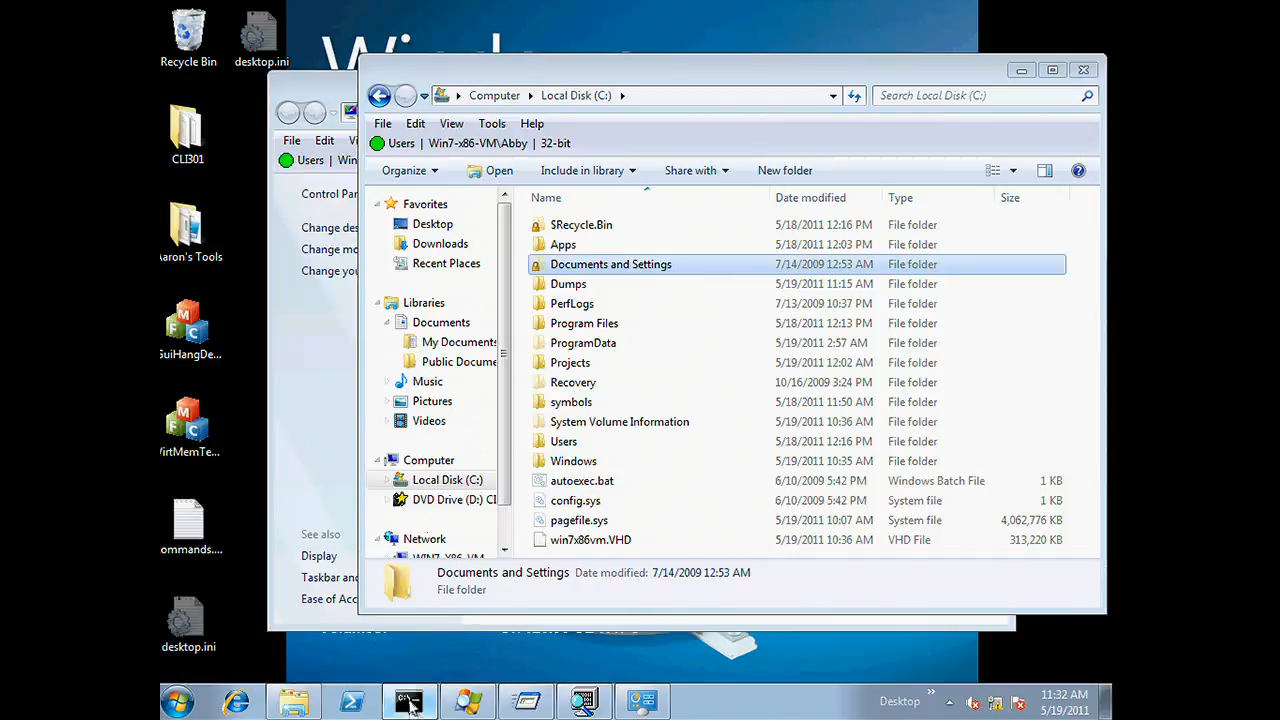 Recycle Bin
desktop.ini
CLI301
Aaron's Tools
GuiHangDe...
VirtMemTe...
ommands....
desktop.ini
File Edit
Users | Win
Control Par
Change des
Change mo
Change you
See also
Display
Taskbar and
Ease of Acc
Computer Local Disk (C:)
Search Local Disk (C:)
File Edit View Tools Help
Users | Win7-x86-VM\Abby | 32-bit
Organize Open Include in library Share with New folder
Favorites
Desktop
Downloads
Recent Places
Libraries
Documents
My Documents
Public Docume
Music
Pictures
Videos
Computer
Local Disk (C:)
DVD Drive (D:) CI
Network
WIN7-X86-VM
Name Date modified Type Size
$Recycle.Bin 5/18/2011 12:16 PM File folder
Apps 5/18/2011 12:03 PM File folder
Documents and Settings 7/14/2009 12:53 AM File folder
Dumps 5/19/2011 11:15 AM File folder
PerfLogs 7/13/2009 10:37 PM File folder
Program Files 5/18/2011 12:13 PM File folder
ProgramData 5/19/2011 2:57 AM File folder
Projects 5/19/2011 12:02 AM File folder
Recovery 10/16/2009 3:24 PM File folder
symbols 5/18/2011 11:50 AM File folder
System Volume Information 5/19/2011 10:36 AM File folder
Users 5/18/2011 12:16 PM File folder
Windows 5/19/2011 10:35 AM File folder
autoexec.bat 6/10/2009 5:42 PM Windows Batch File 1 KB
config.sys 6/10/2009 5:42 PM System file 1 KB
pagefile.sys 5/19/2011 10:07 AM System file 4,062,776 KB
win7x86vm.VHD 5/19/2011 10:36 AM VHD File 313,220 KB
Documents and Settings Date modified: 7/14/2009 12:53 AM
File folder
Desktop
11:32 AM
5/19/2011